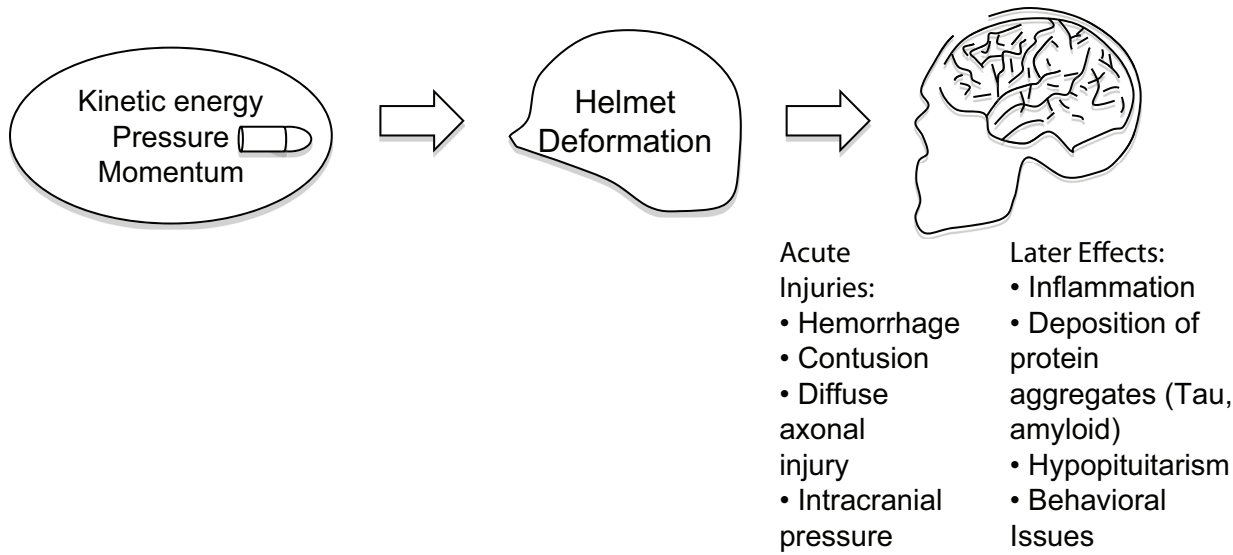 Kinetic energy
Pressure
Momentum
Helmet
Deformation
Acute
Injuries:
• Hemorrhage
• Contusion
• Diffuse
axonal
injury
• Intracranial
pressure
Later Effects:
• Inflammation
• Deposition of
protein
aggregates (Tau,
amyloid)
• Hypopituitarism
• Behavioral
Issues